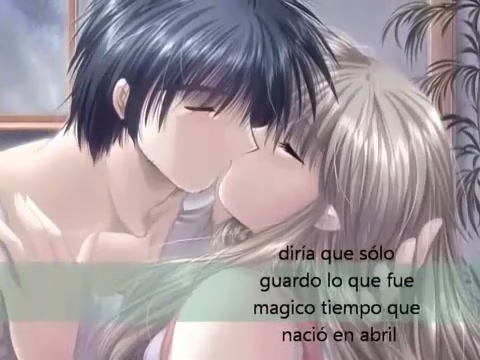 diría que sólo
guardo lo que fue
magico tiempo que
nació en abril